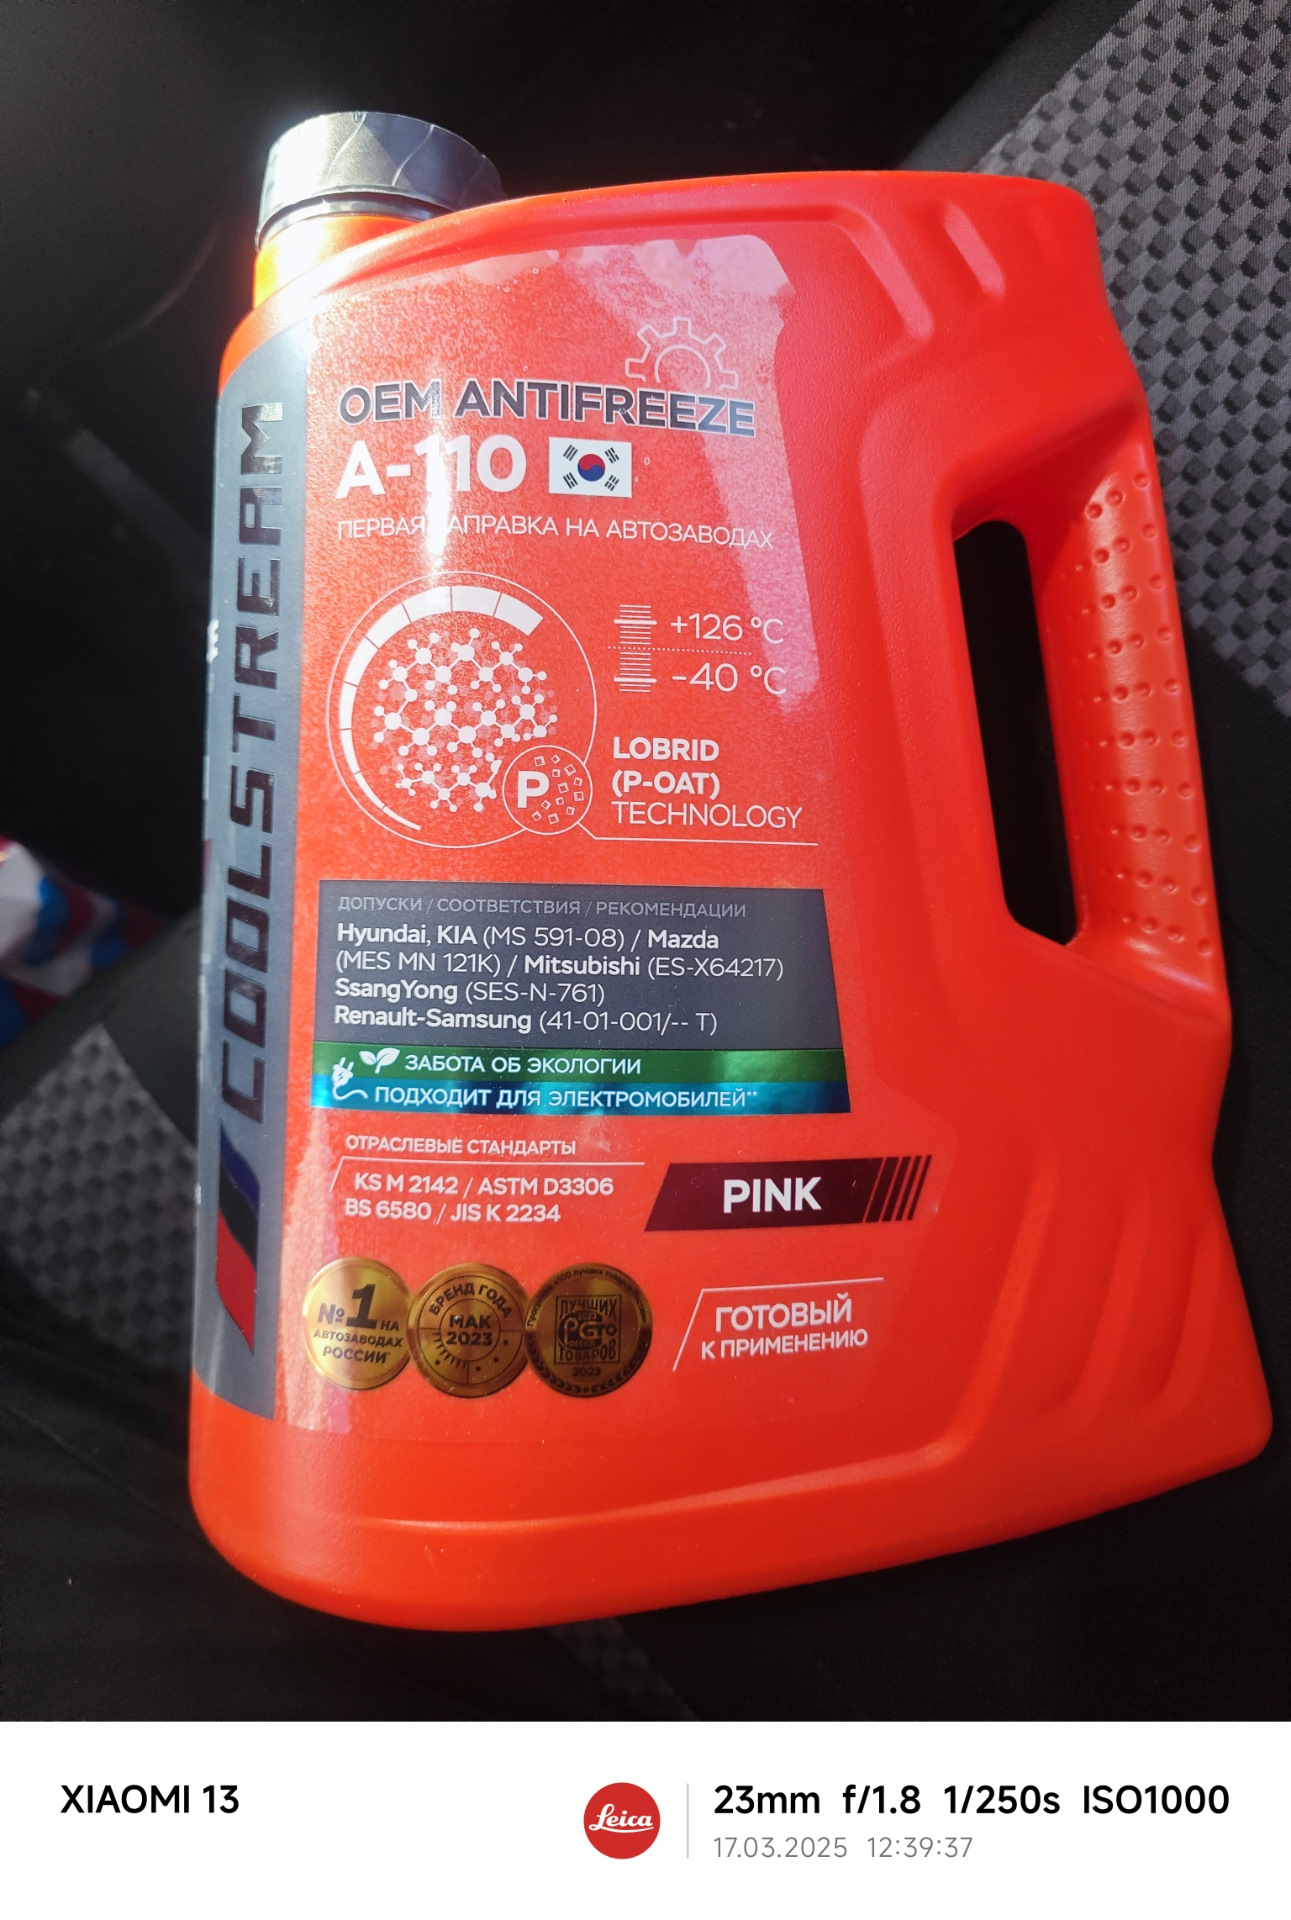 OEM ANTIFREEZE
A-110
ПЕРВАЯ ЗАПРАВКА НА АВТОЗАВОДАХ
COOLSTREAM
+126 °C
-40 °C
LOBRID
(P-OAT)
TECHNOLOGY
P
ДОПУСКИ / СООТВЕТСТВИЯ / РЕКОМЕНДАЦИИ
Hyundai, KIA (MS 591-08) / Mazda
(MES MN 121K) / Mitsubishi (ES-X64217)
SsangYong (SES-N-761)
Renault-Samsung (41-01-001/-- T)
ЗАБОТА ОБ ЭКОЛОГИИ
ПОДХОДИТ ДЛЯ ЭЛЕКТРОМОБИЛЕЙ**
ОТРАСЛЕВЫЕ СТАНДАРТЫ
KS M 2142 / ASTM D3306
BS 6580 / JIS K 2234
PINK
№1 НА
АВТОЗАВОДАХ
РОССИИ*
БРЕНД ГОДА
МАК
2023
ЛУЧШИХ
ТОВАРОВ
2023
ГОТОВЫЙ
К ПРИМЕНЕНИЮ
XIAOMI 13
Leica
23mm f/1.8 1/250s ISO1000
17.03.2025 12:39:37